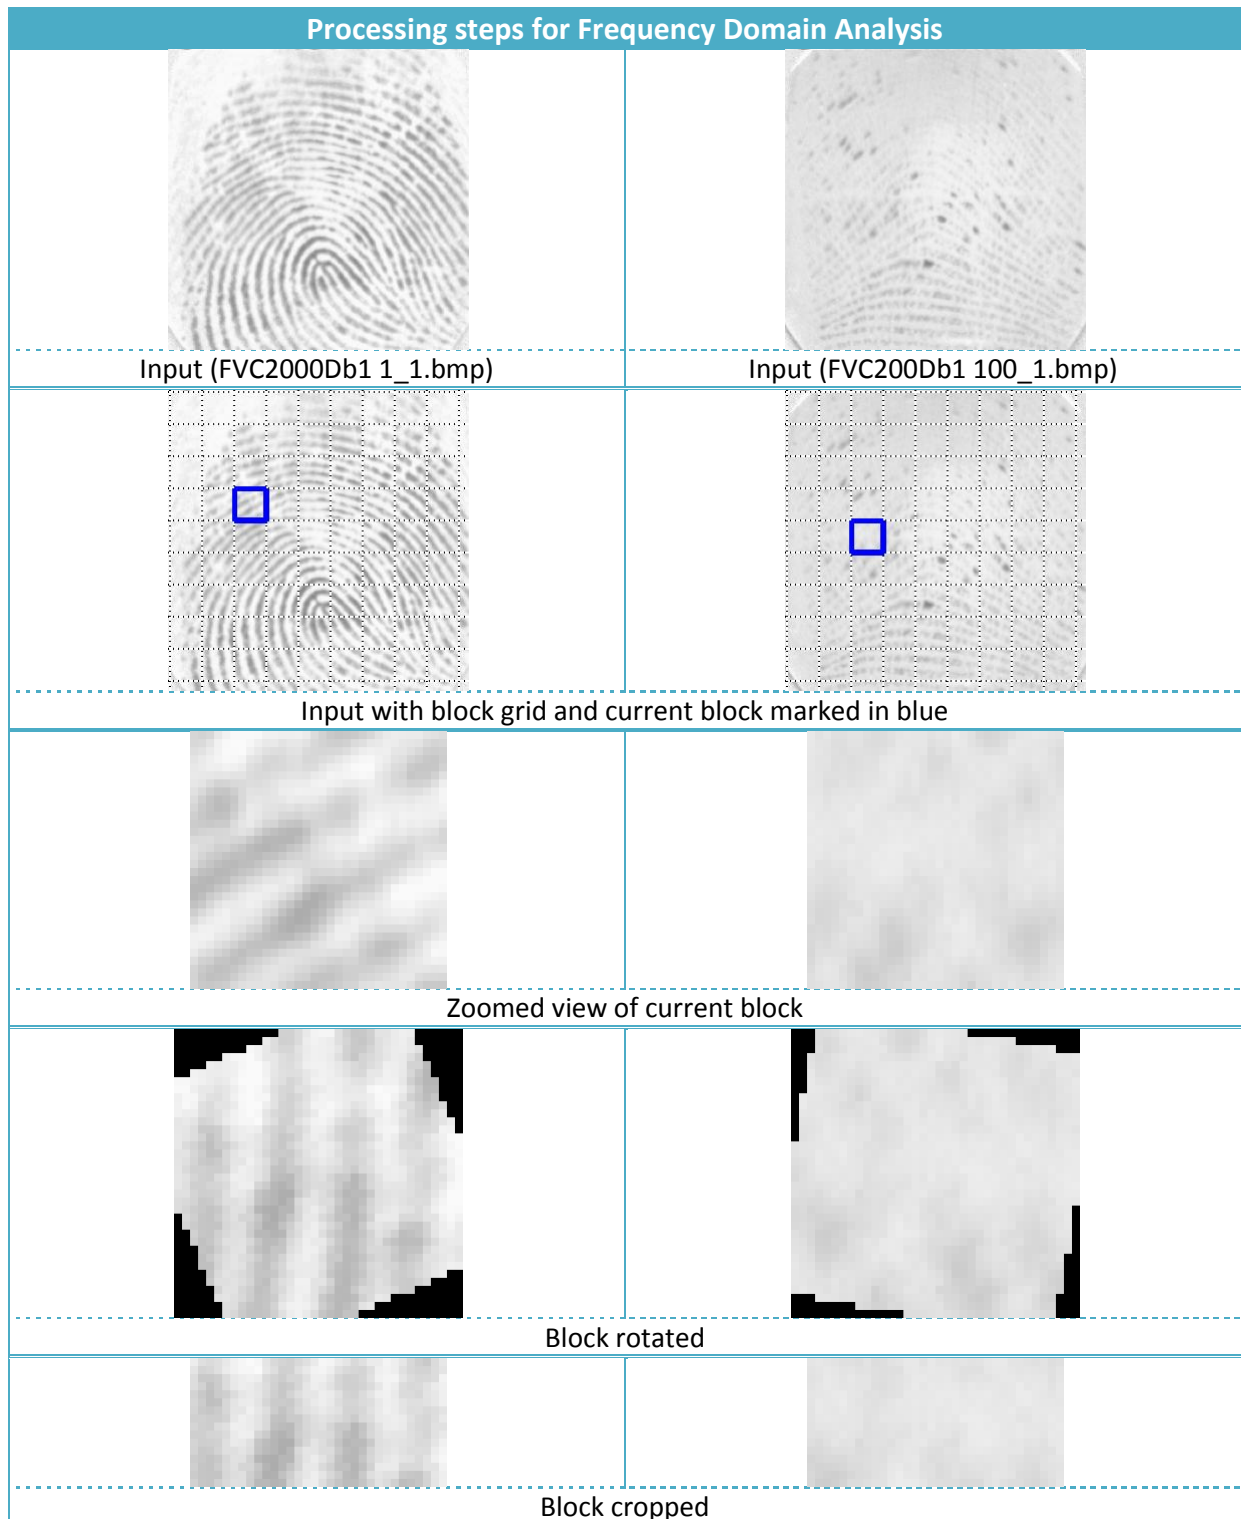 Processing steps for Frequency Domain Analysis
Input (FVC2000Db1 1_1.bmp)
Input (FVC200Db1 100_1.bmp)
Input with block grid and current block marked in blue
Zoomed view of current block
Block rotated
Block cropped